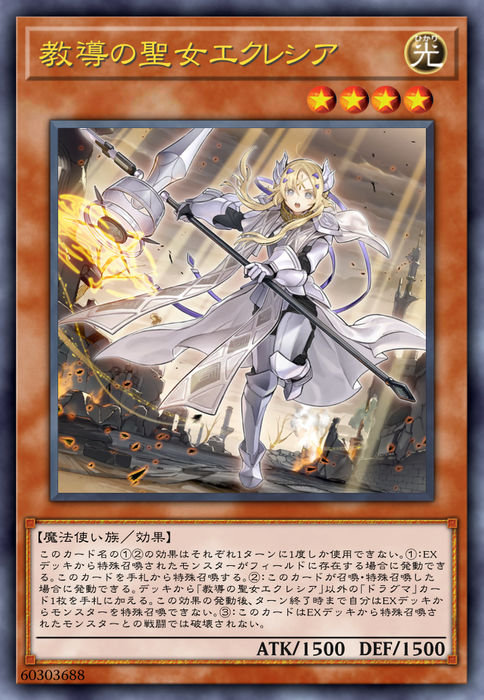 教導の聖女エクレシア
ひかり
光
【魔法使い族／効果】
このカード名の①②の効果はそれぞれ1ターンに1度しか使用できない。①:EX
デッキから特殊召喚されたモンスターがフィールドに存在する場合に発動でき
る。このカードを手札から特殊召喚する。②:このカードが召喚・特殊召喚した
場合に発動できる。デッキから「教導の聖女エクレシア」以外の「ドラグマ」カー
ド1枚を手札に加える。この効果の発動後、ターン終了時まで自分はEXデッキか
らモンスターを特殊召喚できない。③:このカードはEXデッキから特殊召喚さ
れたモンスターとの戦闘では破壊されない。
ATK/1500 DEF/1500
60303688